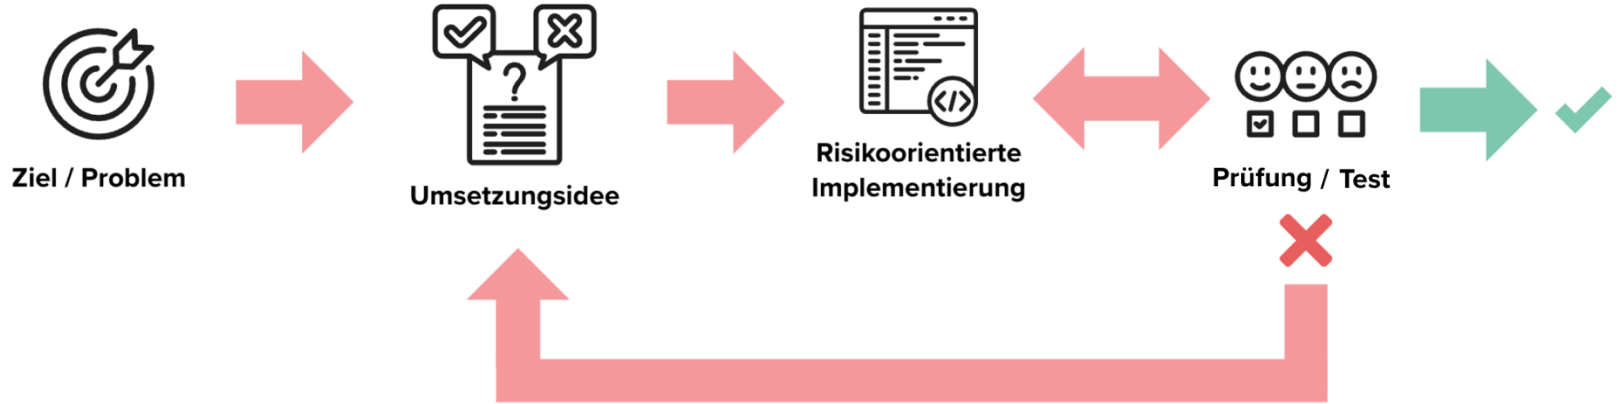 Ziel / Problem
Umsetzungsidee
?
</>
Risikoorientierte
Implementierung
Prüfung / Test